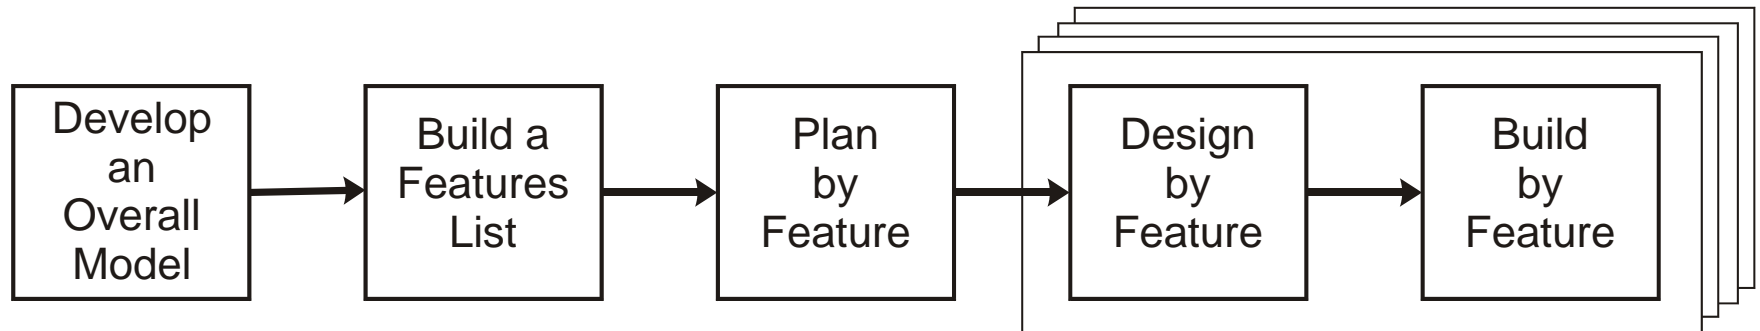 Develop
an
Overall
Model
Build a
Features
List
Plan
by
Feature
Design
by
Feature
Build
by
Feature